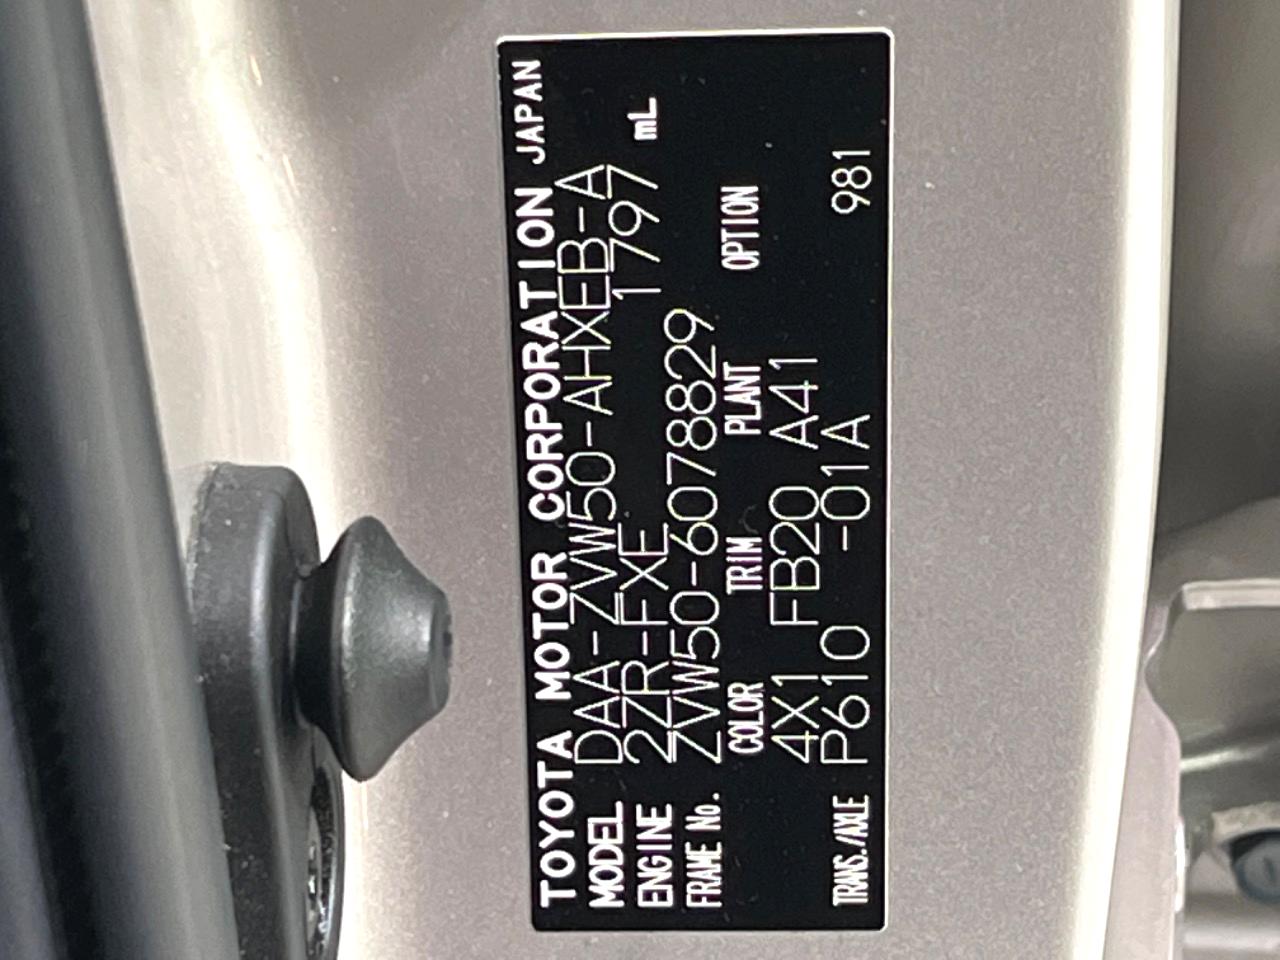 TOYOTA MOTOR CORPORATION JAPAN
MODEL DAA-ZVW50-AHXEB-A
ENGINE 2ZR-FXE 1797 mL
FRAME No. ZVW50-6078829
COLOR TRIM PLANT OPTION
4X1 FB20 A41
TRANS./AXLE P610 -01A 981